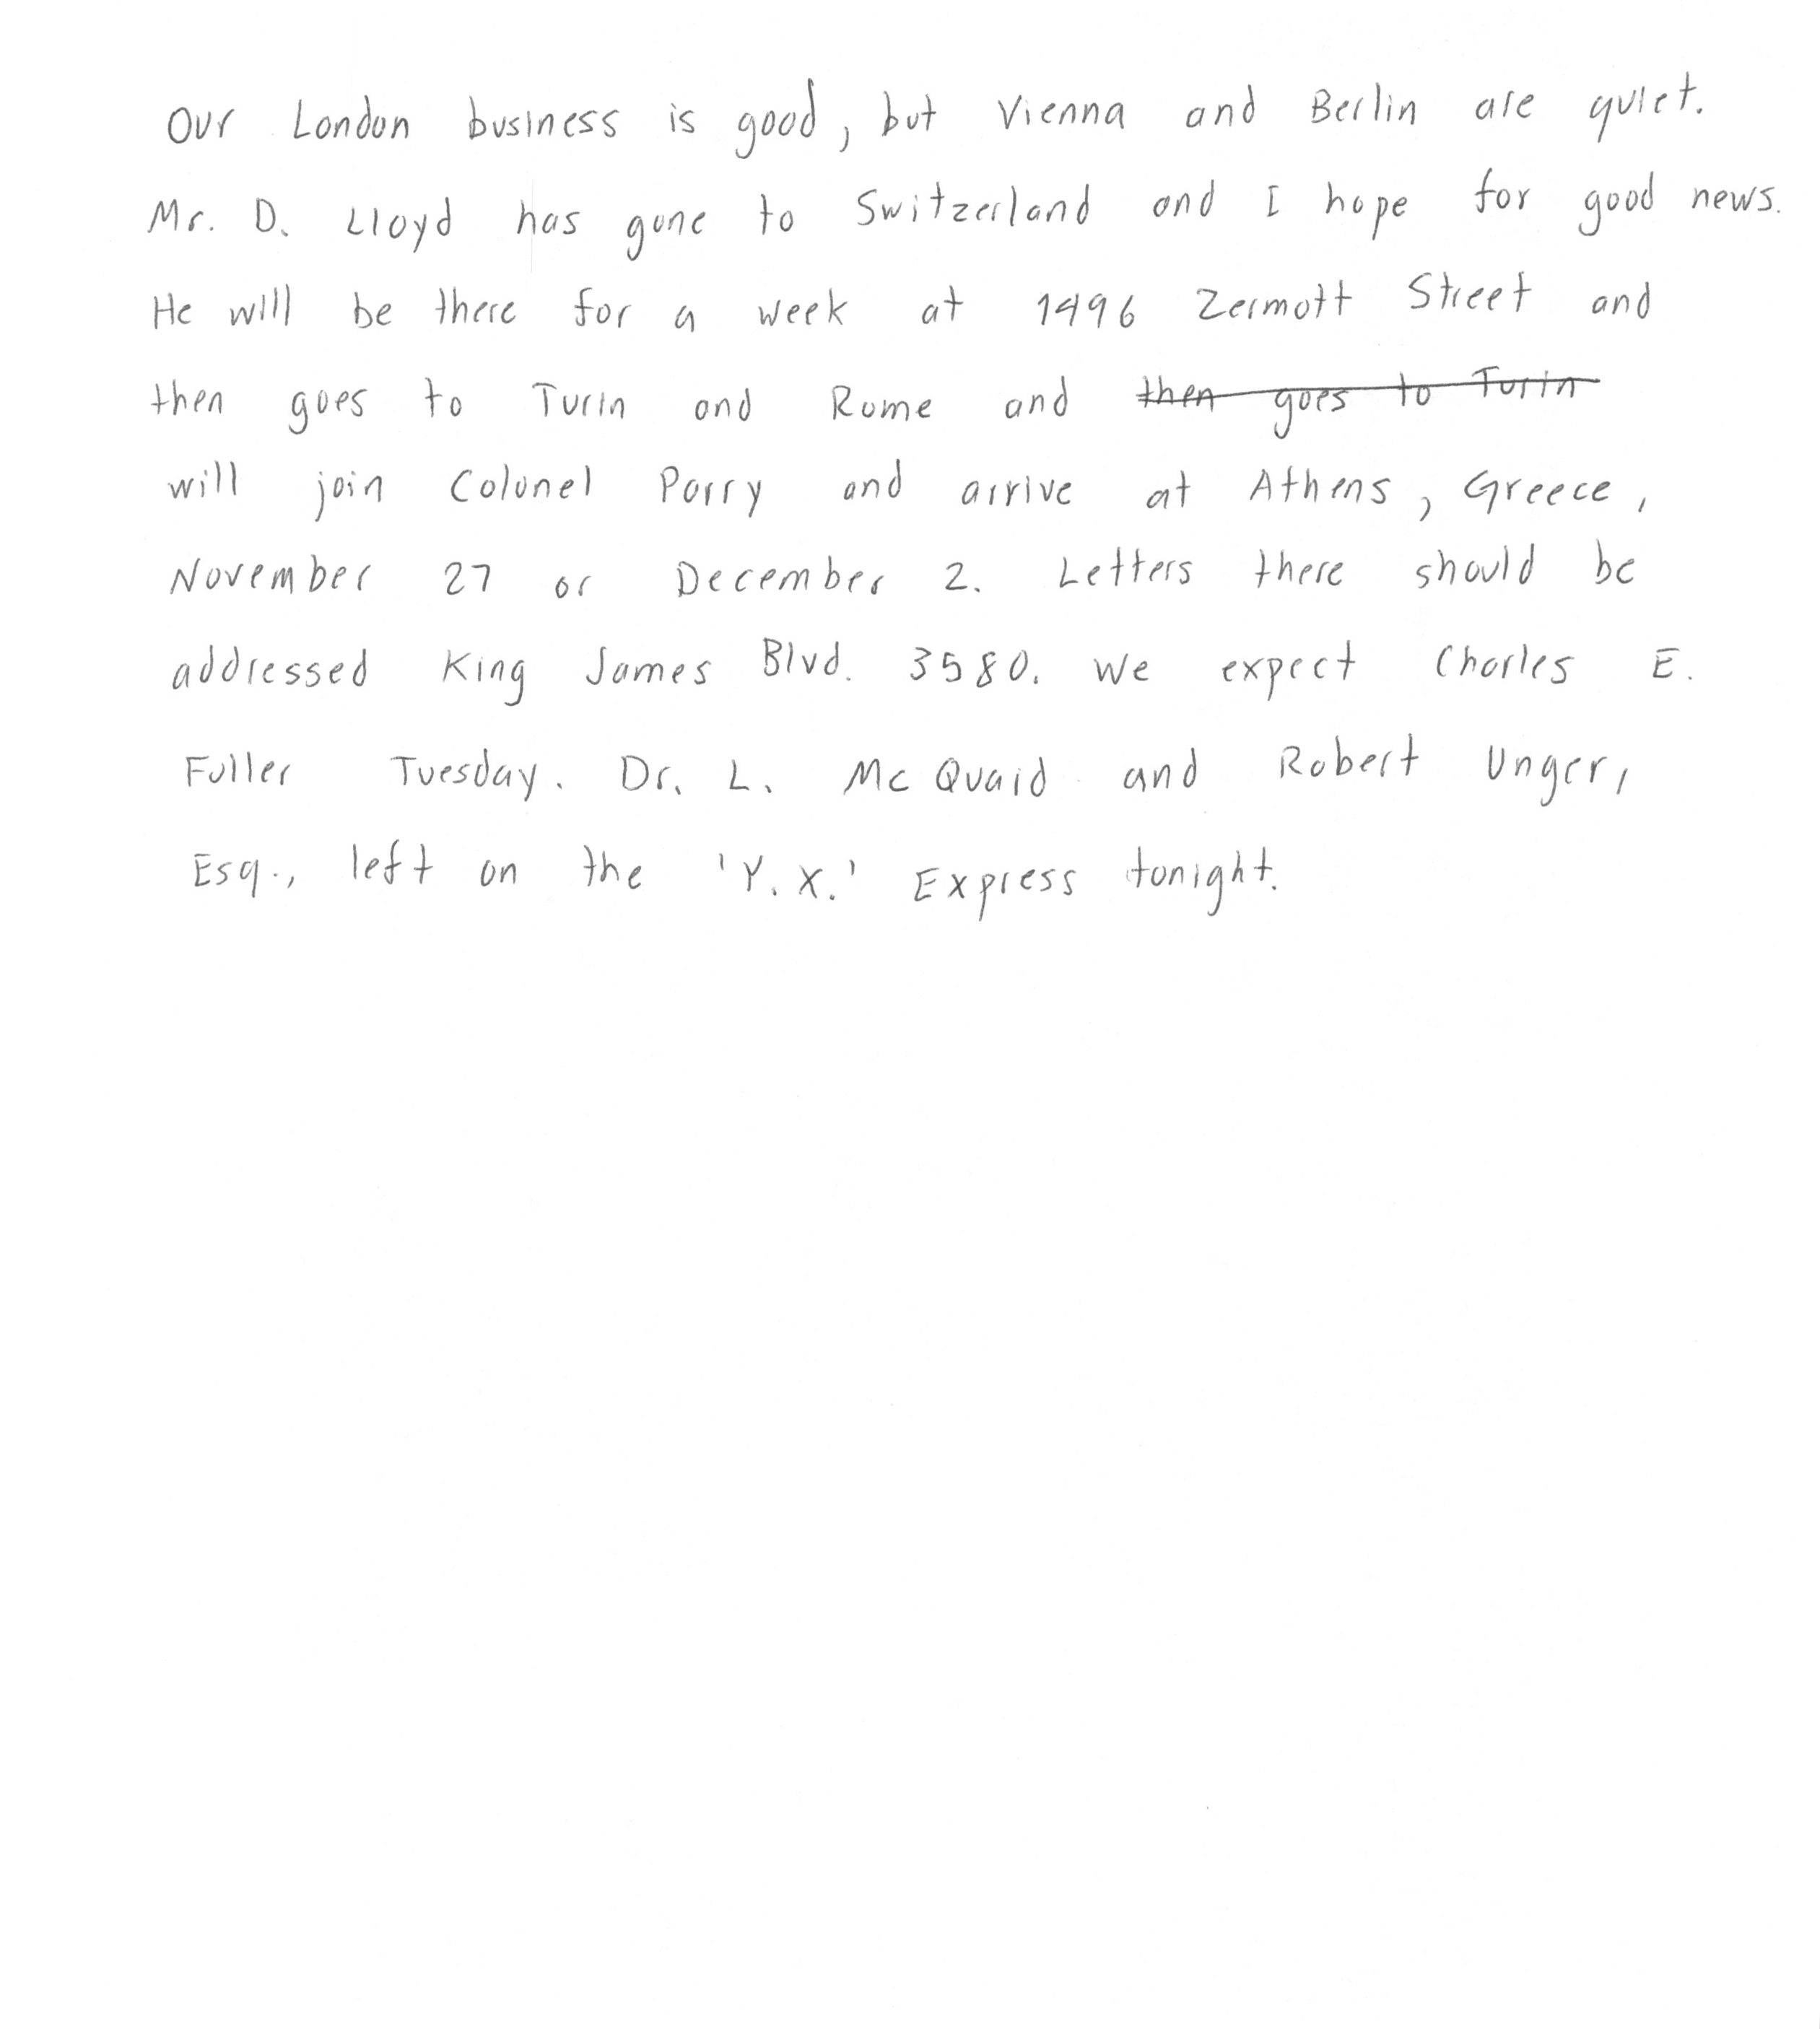 Our London business is good, but Vienna and Berlin are quiet.
Mr. D. Lloyd has gone to Switzerland and I hope for good news.
He will be there for a week at 1496 Zermott Street and
then goes to Turin and Rome and then goes to Turin
will join Colonel Parry and arrive at Athens, Greece,
November 27 or December 2. Letters there should be
addressed King James Blvd. 3580. We expect Charles E.
Fuller Tuesday. Dr. L. McQuaid and Robert Unger,
Esq., left on the 'Y.X.' Express tonight.